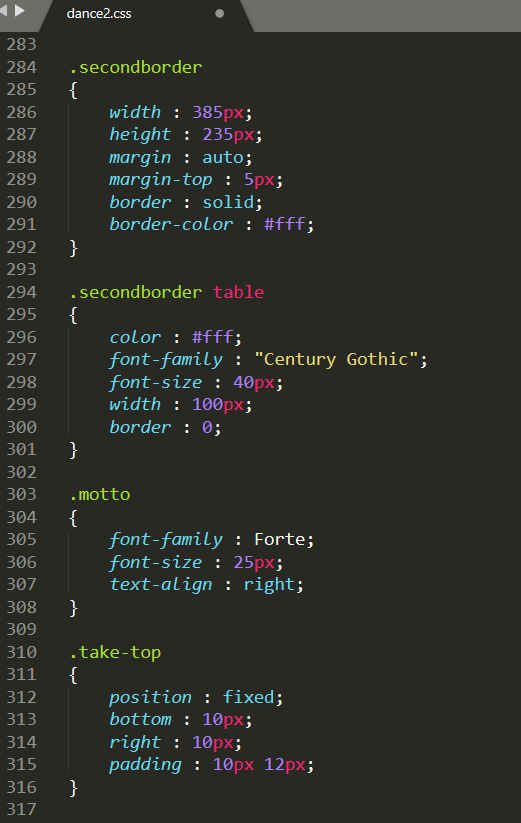 dance2.css
283
284 .secondborder
285 {
286 width : 385px;
287 height : 235px;
288 margin : auto;
289 margin-top : 5px;
290 border : solid;
291 border-color : #fff;
292 }
293
294 .secondborder table
295 {
296 color : #fff;
297 font-family : "Century Gothic";
298 font-size : 40px;
299 width : 100px;
300 border : 0;
301 }
302
303 .motto
304 {
305 font-family : Forte;
306 font-size : 25px;
307 text-align : right;
308 }
309
310 .take-top
311 {
312 position : fixed;
313 bottom : 10px;
314 right : 10px;
315 padding : 10px 12px;
316 }
317